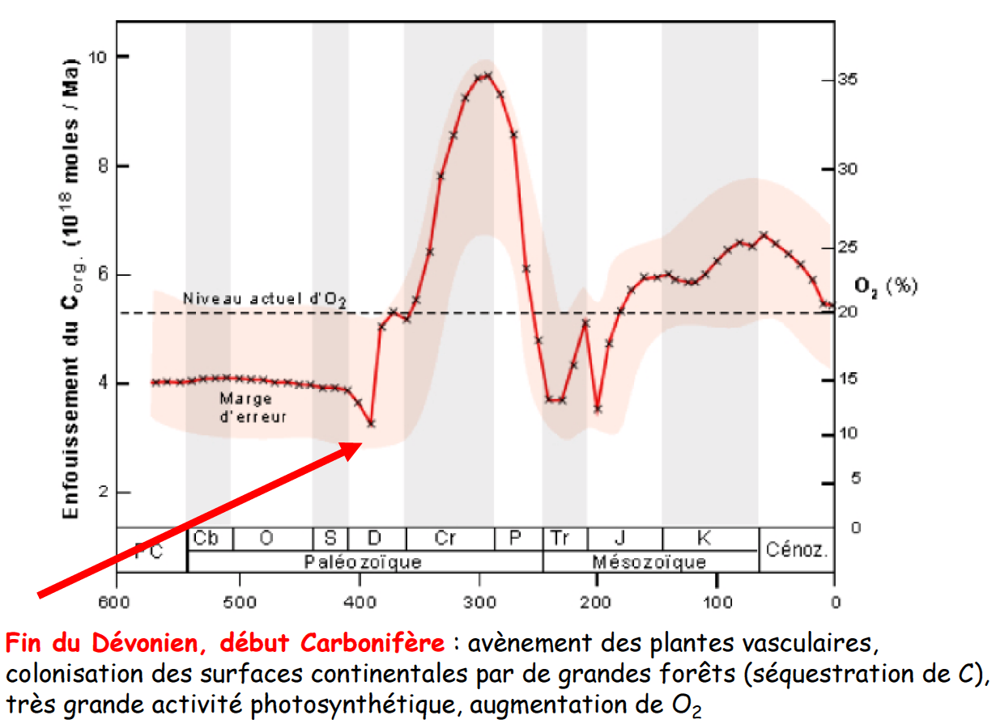 Enfouissement du C org. (10¹⁸ moles / Ma)
10
8
6
4
2
35
30
25
20
15
10
5
0
O₂ (%)
Niveau actuel d'O₂
Marge
d'erreur
PC
Cb
O
S
D
Cr
P
Tr
J
K
Cénoz.
Paléozoïque
Mésozoïque
600
500
400
300
200
100
0
Fin du Dévonien, début Carbonifère : avènement des plantes vasculaires,
colonisation des surfaces continentales par de grandes forêts (séquestration de C),
très grande activité photosynthétique, augmentation de O₂